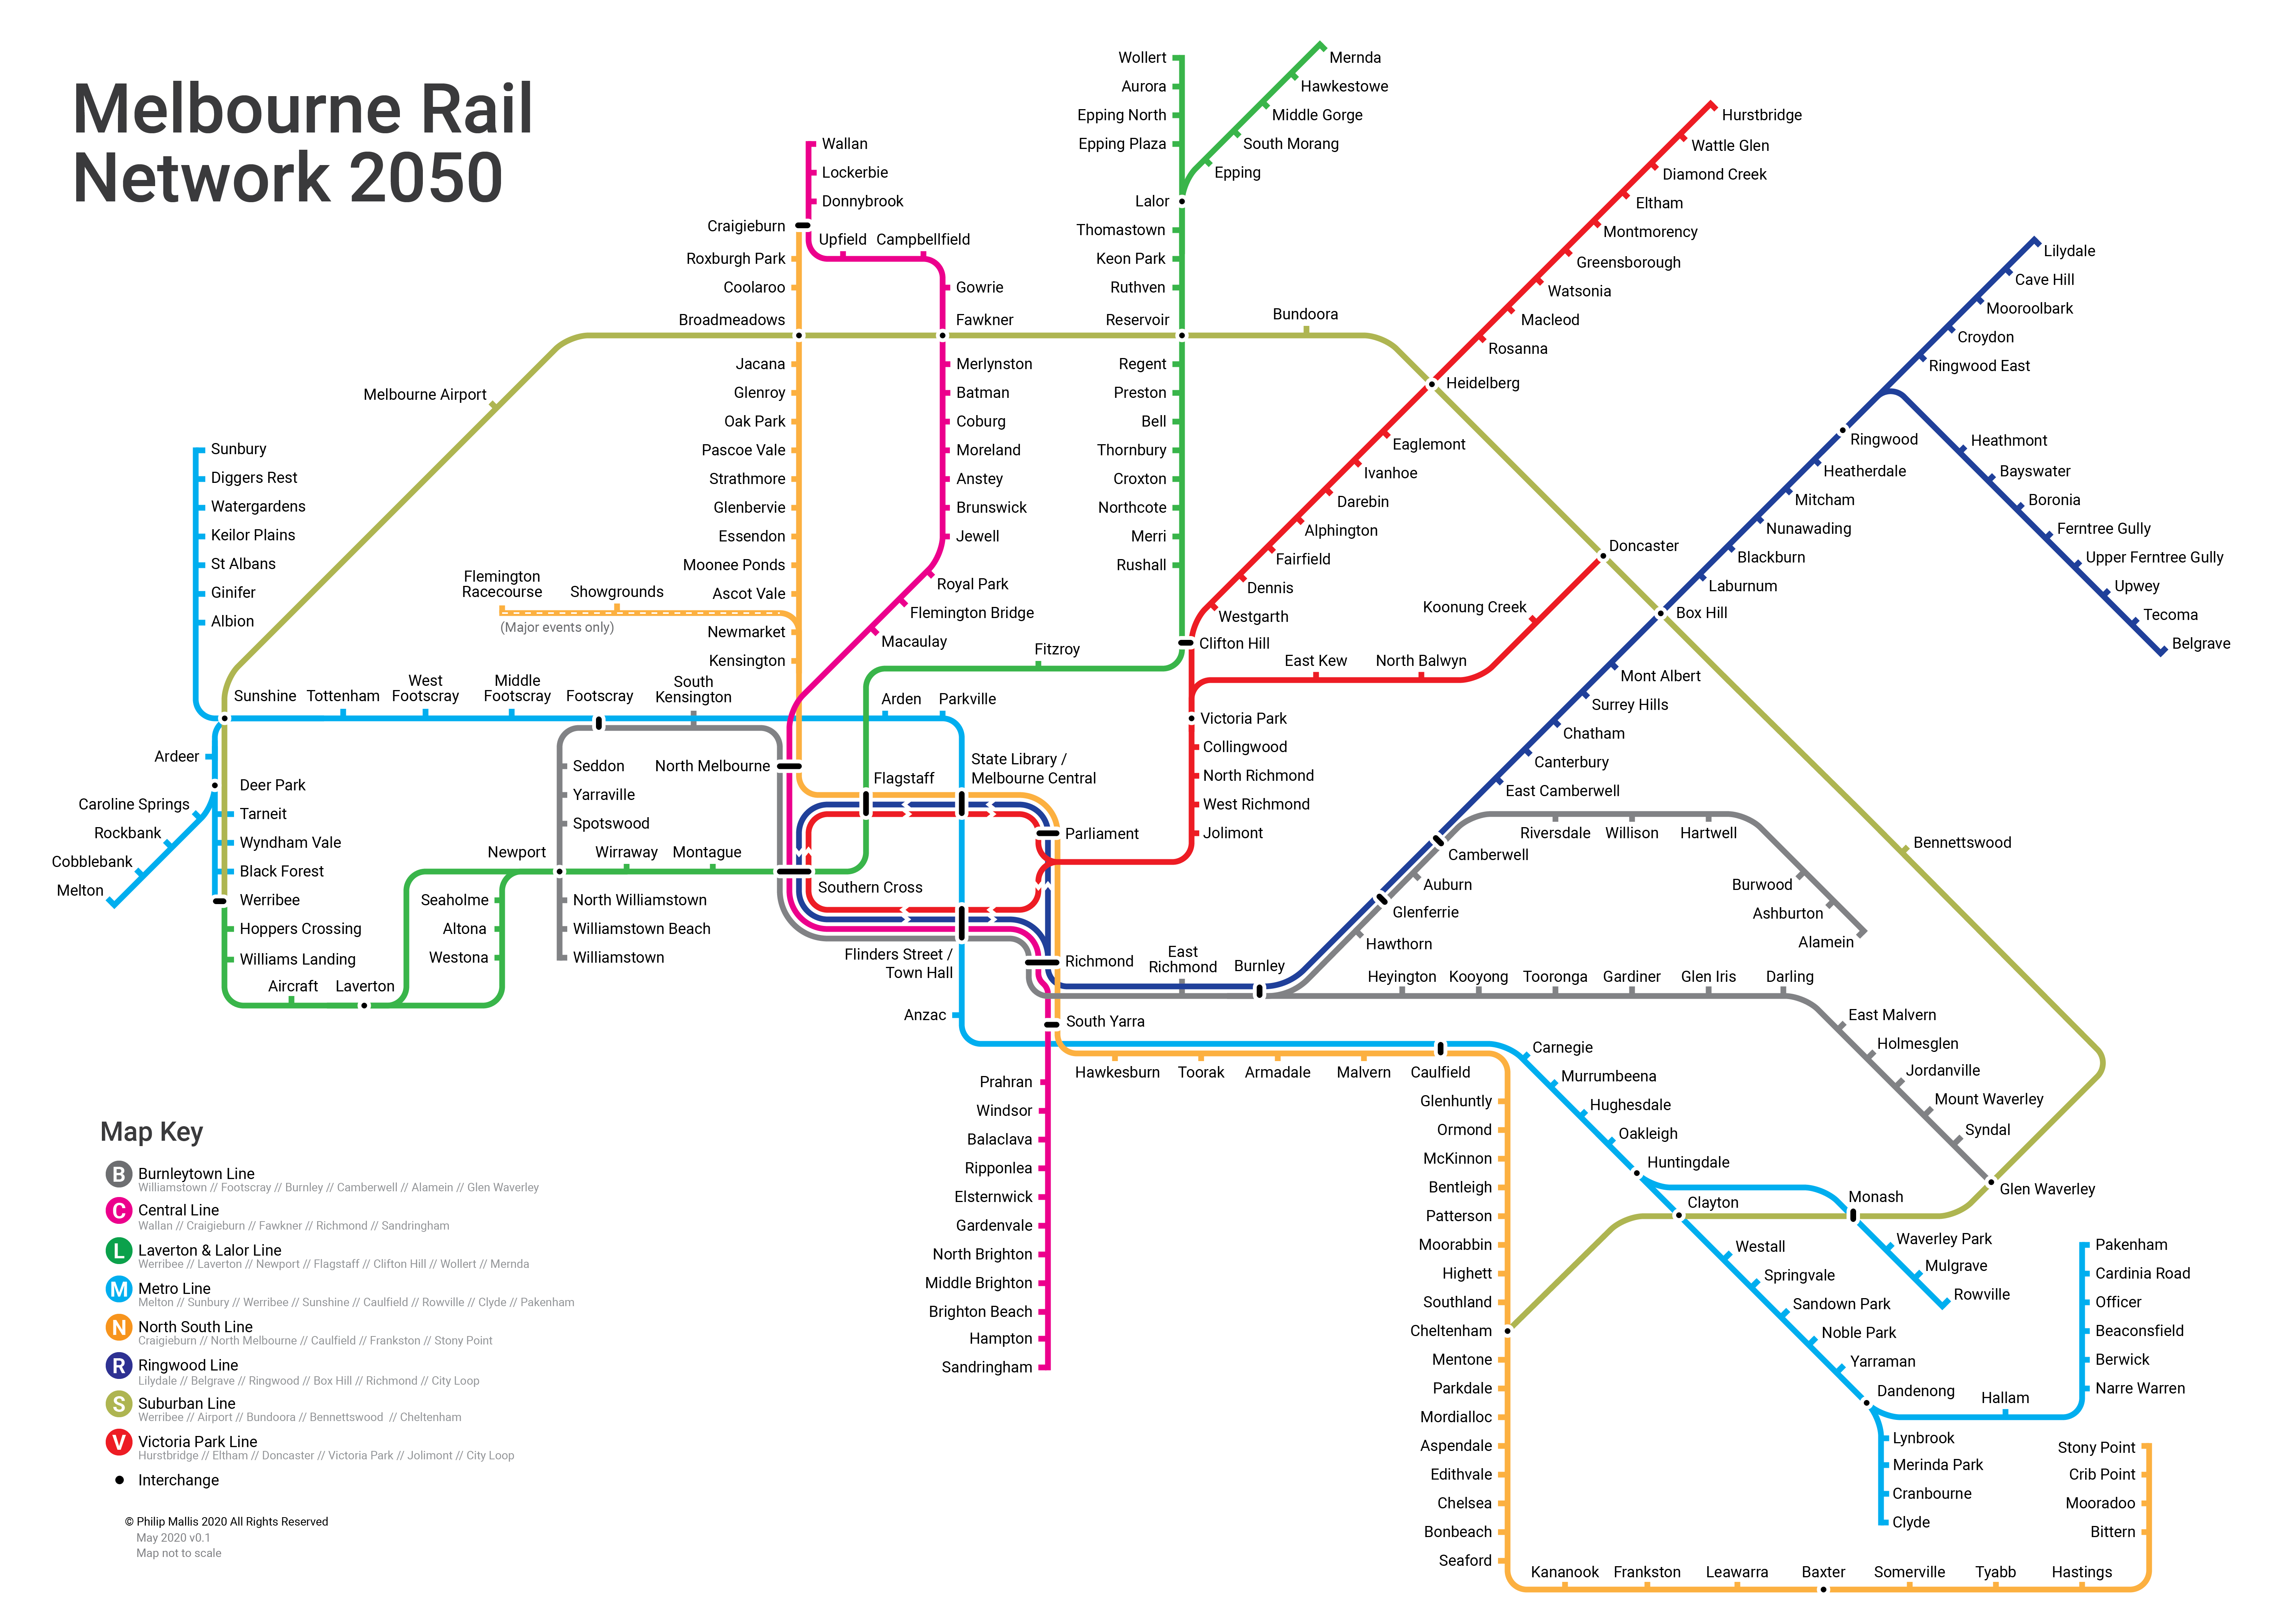 Melbourne Rail
Network 2050
Wollert
Aurora
Epping North
Epping Plaza
Lalor
Thomastown
Keon Park
Ruthven
Reservoir
Regent
Preston
Bell
Thornbury
Croxton
Northcote
Merri
Rushall
Mernda
Hawkestowe
Middle Gorge
South Morang
Epping
Wallan
Lockerbie
Donnybrook
Craigieburn
Upfield
Campbellfield
Roxburgh Park
Coolaroo
Broadmeadows
Jacana
Glenroy
Oak Park
Pascoe Vale
Strathmore
Glenbervie
Essendon
Moonee Ponds
Ascot Vale
Newmarket
Kensington
Gowrie
Fawkner
Merlynston
Batman
Coburg
Moreland
Anstey
Brunswick
Jewell
Royal Park
Flemington Bridge
Macaulay
Flemington
Racecourse
Showgrounds
(Major events only)
Bundoora
Melbourne Airport
Hurstbridge
Wattle Glen
Diamond Creek
Eltham
Montmorency
Greensborough
Watsonia
Macleod
Rosanna
Heidelberg
Eaglemont
Ivanhoe
Darebin
Alphington
Fairfield
Dennis
Westgarth
Clifton Hill
Fitzroy
East Kew
North Balwyn
Koonung Creek
Doncaster
Victoria Park
Collingwood
North Richmond
West Richmond
Jolimont
Lilydale
Cave Hill
Mooroolbark
Croydon
Ringwood East
Ringwood
Heatherdale
Mitcham
Nunawading
Blackburn
Laburnum
Box Hill
Mont Albert
Surrey Hills
Chatham
Canterbury
East Camberwell
Camberwell
Auburn
Glenferrie
Hawthorn
Heathmont
Bayswater
Boronia
Ferntree Gully
Upper Ferntree Gully
Upwey
Tecoma
Belgrave
Sunbury
Diggers Rest
Watergardens
Keilor Plains
St Albans
Ginifer
Albion
Sunshine
Tottenham
West
Footscray
Middle
Footscray
Footscray
South
Kensington
Arden
Parkville
Ardeer
Deer Park
Caroline Springs
Rockbank
Cobblebank
Melton
Tarneit
Wyndham Vale
Black Forest
Werribee
Hoppers Crossing
Williams Landing
Aircraft
Laverton
Seaholme
Altona
Westona
Seddon
Yarraville
Spotswood
Newport
Wirraway
Montague
North Williamstown
Williamstown Beach
Williamstown
North Melbourne
Flagstaff
State Library /
Melbourne Central
Parliament
Southern Cross
Flinders Street /
Town Hall
Richmond
East
Richmond
Burnley
Anzac
South Yarra
Riversdale
Willison
Hartwell
Burwood
Ashburton
Alamein
Bennettswood
Heyington
Kooyong
Tooronga
Gardiner
Glen Iris
Darling
East Malvern
Holmesglen
Jordanville
Mount Waverley
Syndal
Glen Waverley
Hawkesburn
Toorak
Armadale
Malvern
Caulfield
Carnegie
Murrumbeena
Hughesdale
Oakleigh
Huntingdale
Clayton
Monash
Waverley Park
Mulgrave
Rowville
Westall
Springvale
Sandown Park
Noble Park
Yarraman
Dandenong
Hallam
Pakenham
Cardinia Road
Officer
Beaconsfield
Berwick
Narre Warren
Lynbrook
Merinda Park
Cranbourne
Clyde
Prahran
Windsor
Balaclava
Ripponlea
Elsternwick
Gardenvale
North Brighton
Middle Brighton
Brighton Beach
Hampton
Sandringham
Glenhuntly
Ormond
McKinnon
Bentleigh
Patterson
Moorabbin
Highett
Southland
Cheltenham
Mentone
Parkdale
Mordialloc
Aspendale
Edithvale
Chelsea
Bonbeach
Seaford
Kananook
Frankston
Leawarra
Baxter
Somerville
Tyabb
Hastings
Stony Point
Crib Point
Mooradoo
Bittern
Map Key
B Burnleytown Line
Williamstown // Footscray // Burnley // Camberwell // Alamein // Glen Waverley
C Central Line
Wallan // Craigieburn // Fawkner // Richmond // Sandringham
L Laverton & Lalor Line
Werribee // Laverton // Newport // Flagstaff // Clifton Hill // Wollert // Mernda
M Metro Line
Melton // Sunbury // Werribee // Sunshine // Caulfield // Rowville // Clyde // Pakenham
N North South Line
Craigieburn // North Melbourne // Caulfield // Frankston // Stony Point
R Ringwood Line
Lilydale // Belgrave // Ringwood // Box Hill // Richmond // City Loop
S Suburban Line
Werribee // Airport // Bundoora // Bennettswood // Cheltenham
V Victoria Park Line
Hurstbridge // Eltham // Doncaster // Victoria Park // Jolimont // City Loop
Interchange
© Philip Mallis 2020 All Rights Reserved
May 2020 v0.1
Map not to scale